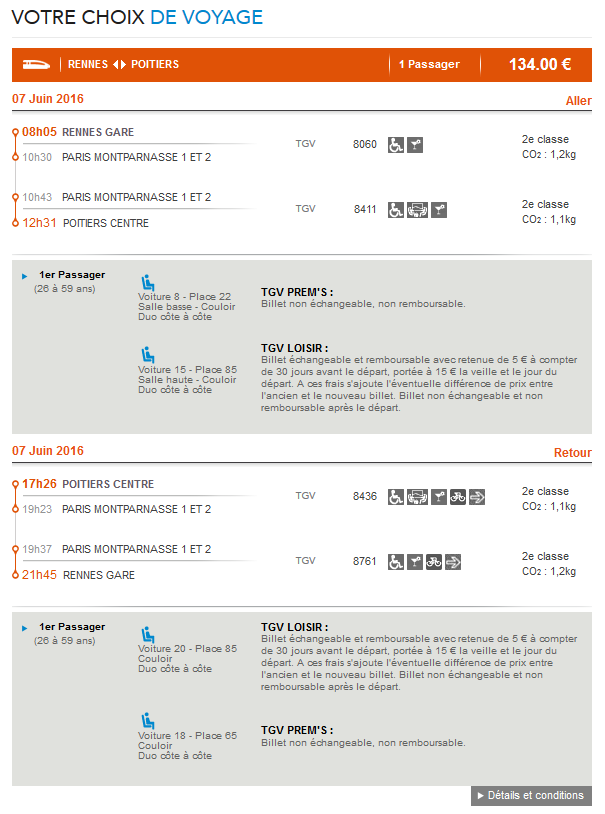 VOTRE CHOIX DE VOYAGE
RENNES POITIERS 1 Passager 134.00 €
07 Juin 2016 Aller
08h05 RENNES GARE TGV 8060 2e classe
10h30 PARIS MONTPARNASSE 1 ET 2 CO2 : 1,2kg
10h43 PARIS MONTPARNASSE 1 ET 2 TGV 8411 2e classe
12h31 POITIERS CENTRE CO2 : 1,1kg
1er Passager
(26 à 59 ans)
Voiture 8 - Place 22
Salle basse - Couloir
Duo côte à côte
TGV PREM'S :
Billet non échangeable, non remboursable.
Voiture 15 - Place 85
Salle haute - Couloir
Duo côte à côte
TGV LOISIR :
Billet échangeable et remboursable avec retenue de 5 € à compter
de 30 jours avant le départ, portée à 15 € la veille et le jour du
départ. A ces frais s'ajoute l'éventuelle différence de prix entre
l'ancien et le nouveau billet. Billet non échangeable et non
remboursable après le départ.
07 Juin 2016 Retour
17h26 POITIERS CENTRE TGV 8436 2e classe
19h23 PARIS MONTPARNASSE 1 ET 2 CO2 : 1,1kg
19h37 PARIS MONTPARNASSE 1 ET 2 TGV 8761 2e classe
21h45 RENNES GARE CO2 : 1,2kg
1er Passager
(26 à 59 ans)
Voiture 20 - Place 85
Couloir
Duo côte à côte
TGV LOISIR :
Billet échangeable et remboursable avec retenue de 5 € à compter
de 30 jours avant le départ, portée à 15 € la veille et le jour du
départ. A ces frais s'ajoute l'éventuelle différence de prix entre
l'ancien et le nouveau billet. Billet non échangeable et non
remboursable après le départ.
Voiture 18 - Place 65
Couloir
Duo côte à côte
TGV PREM'S :
Billet non échangeable, non remboursable.
Détails et conditions